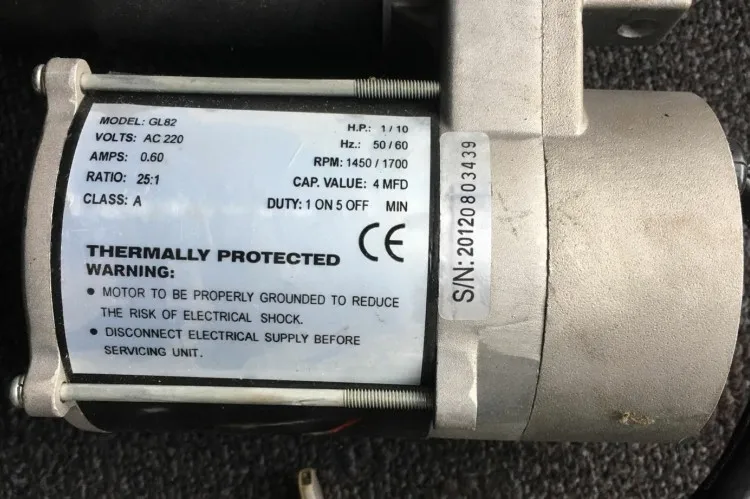 MODEL: GL82
VOLTS: AC 220
AMPS: 0.60
RATIO: 25:1
CLASS: A
H.P.: 1 / 10
Hz.: 50 / 60
RPM: 1450 / 1700
CAP. VALUE: 4 MFD
DUTY: 1 ON 5 OFF MIN
CE
THERMALLY PROTECTED
WARNING:
• MOTOR TO BE PROPERLY GROUNDED TO REDUCE
THE RISK OF ELECTRICAL SHOCK.
• DISCONNECT ELECTRICAL SUPPLY BEFORE
SERVICING UNIT.
S/N: 20120803439